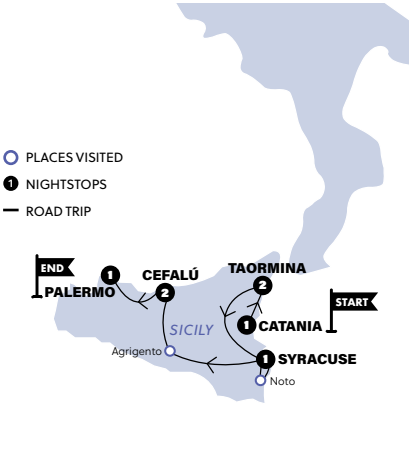 PLACES VISITED
1 NIGHTSTOPS
ROAD TRIP
END
PALERMO
1
CEFALÚ
2
TAORMINA
2
START
SICILY
1 CATANIA
Agrigento
1 SYRACUSE
Noto